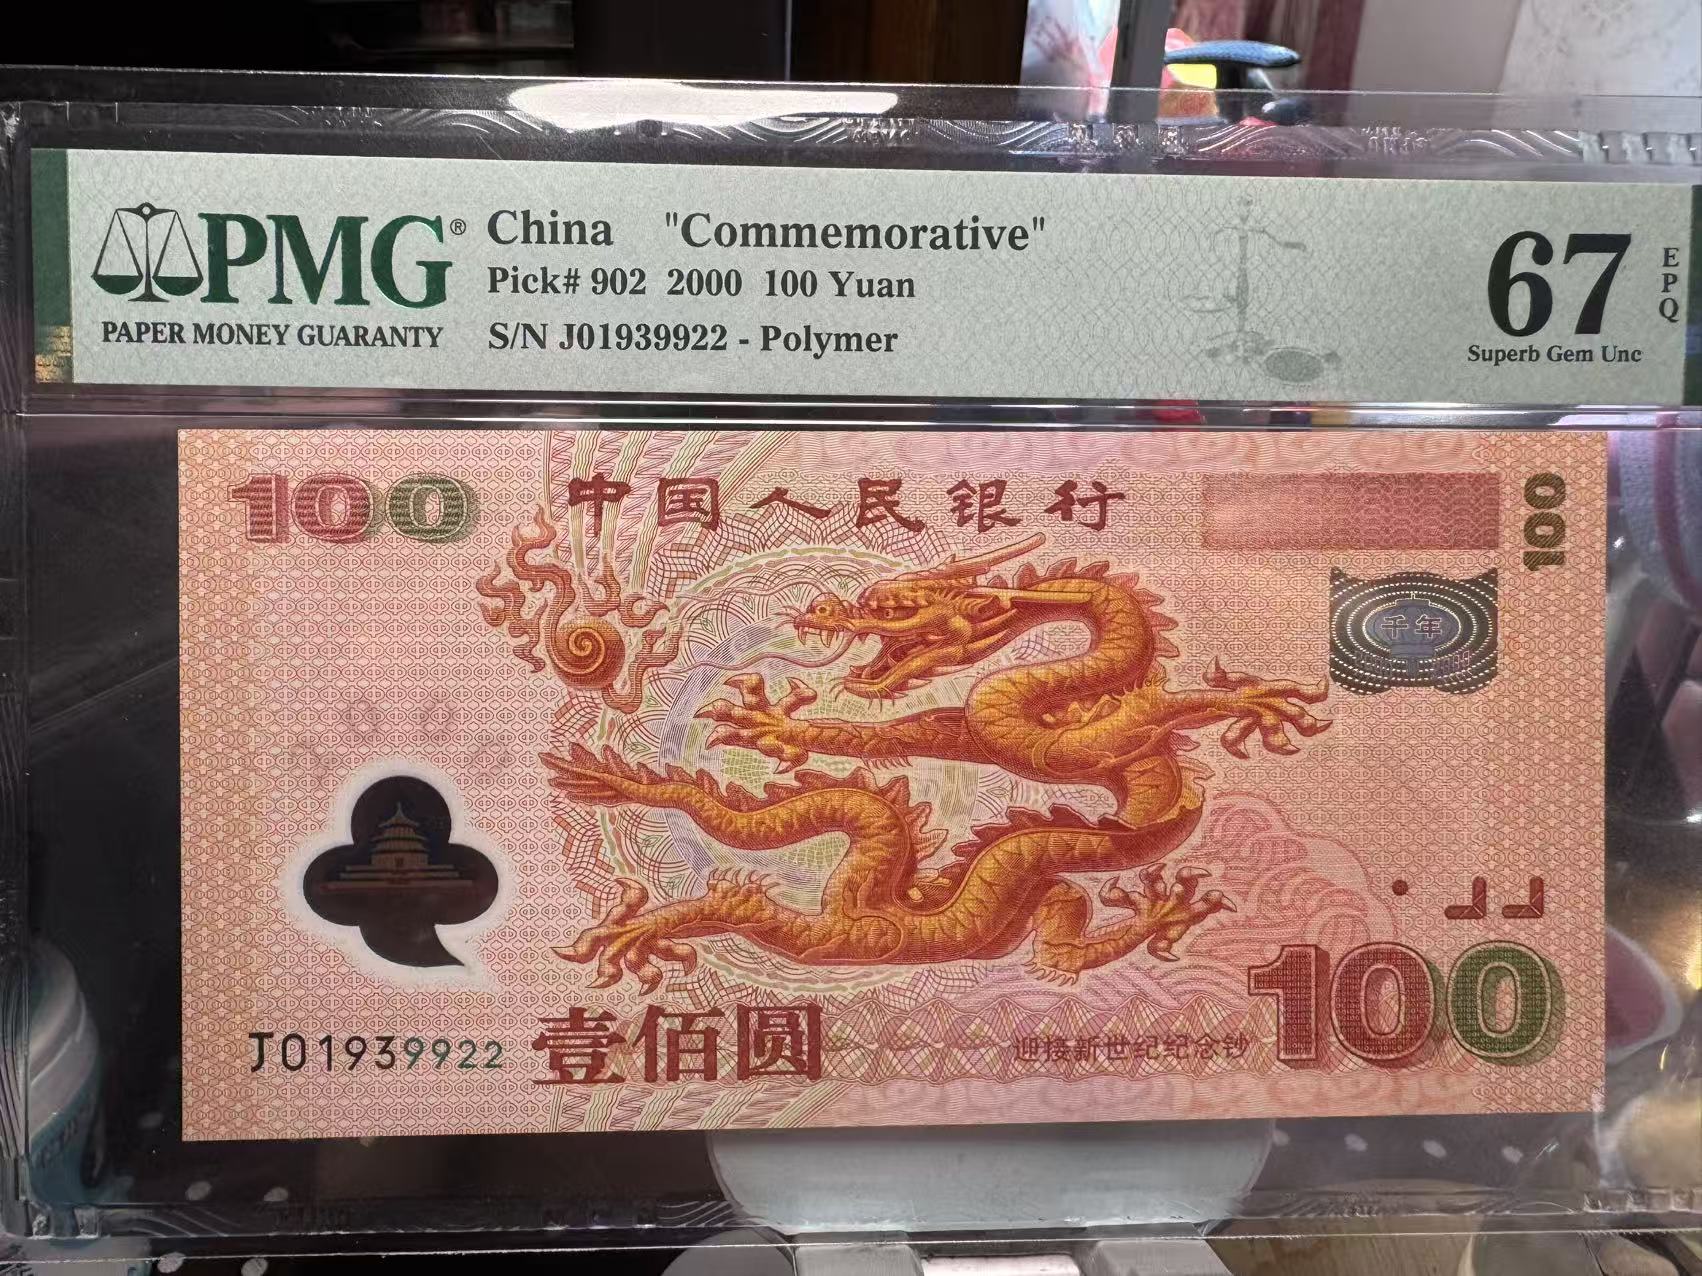 PMG®
PAPER MONEY GUARANTY
China "Commemorative"
Pick# 902 2000 100 Yuan
S/N J01939922 - Polymer
67
EPQ
Superb Gem Unc
100
中国人民银行
100
千年
J01939922
壹佰圆
迎接新世纪纪念钞
100